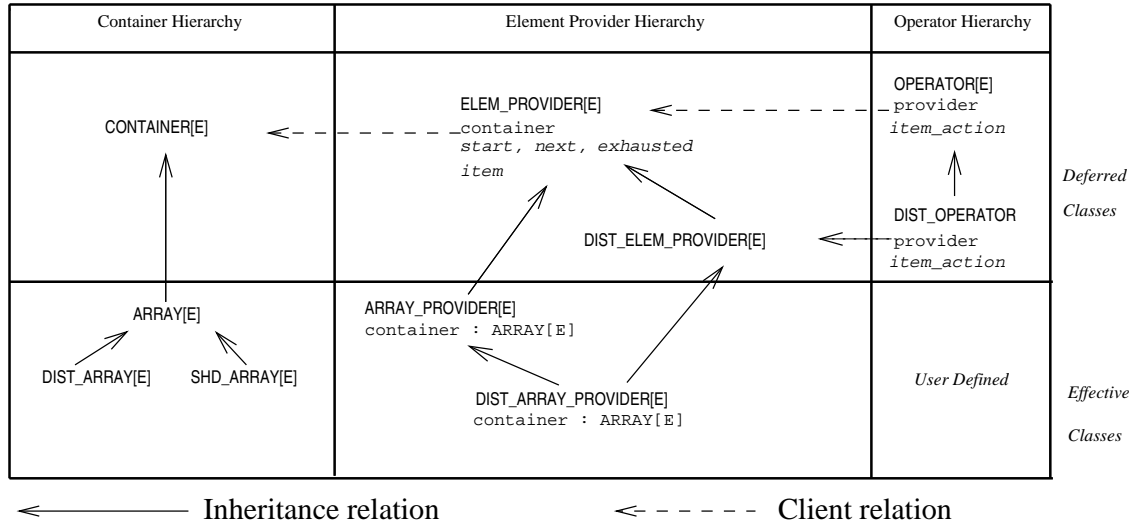 Container Hierarchy
Element Provider Hierarchy
Operator Hierarchy
CONTAINER[E]
ELEM_PROVIDER[E]
container
start, next, exhausted
item
OPERATOR[E]
provider
item_action
DIST_ELEM_PROVIDER[E]
DIST_OPERATOR
provider
item_action
Deferred
Classes
ARRAY[E]
DIST_ARRAY[E]
SHD_ARRAY[E]
ARRAY_PROVIDER[E]
container : ARRAY[E]
DIST_ARRAY_PROVIDER[E]
container : ARRAY[E]
User Defined
Effective
Classes
Inheritance relation
Client relation